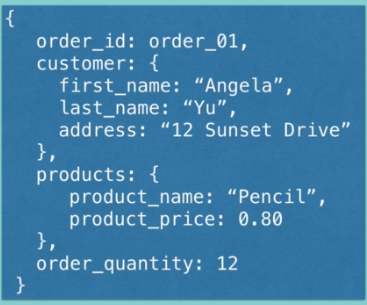 {
order_id: order_01,
customer: {
first_name: “Angela”,
last_name: “Yu”,
address: “12 Sunset Drive”
},
products: {
product_name: “Pencil”,
product_price: 0.80
},
order_quantity: 12
}